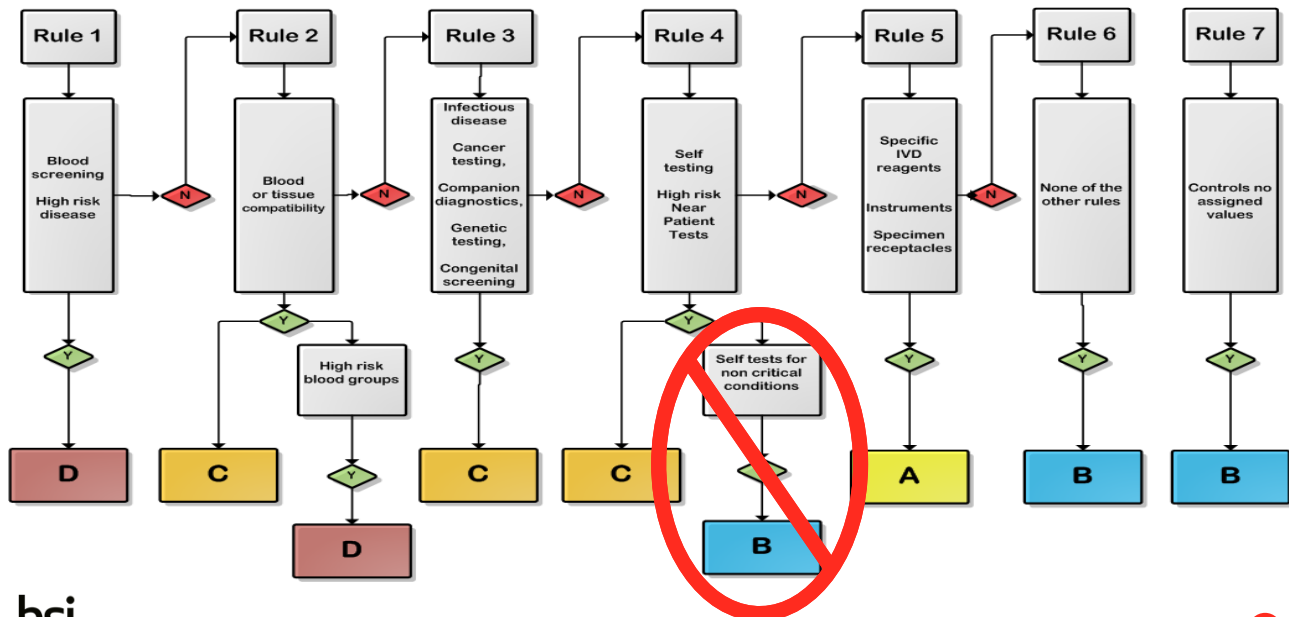 Rule 1
Rule 2
Rule 3
Rule 4
Rule 5
Rule 6
Rule 7
Blood
screening
High risk
disease
N
Blood
or tissue
compatibility
N
Infectious
disease
Cancer
testing,
Companion
diagnostics,
Genetic
testing,
Congenital
screening
N
Self
testing
High risk
Near
Patient
Tests
N
Specific
IVD
reagents
Instruments
Specimen
receptacles
N
None of the
other rules
Controls no
assigned
values
Y
Y
High risk
blood groups
Y
Y
Y
Self tests for
non critical
conditions
Y
Y
Y
D
C
D
C
C
B
A
B
B
bsi